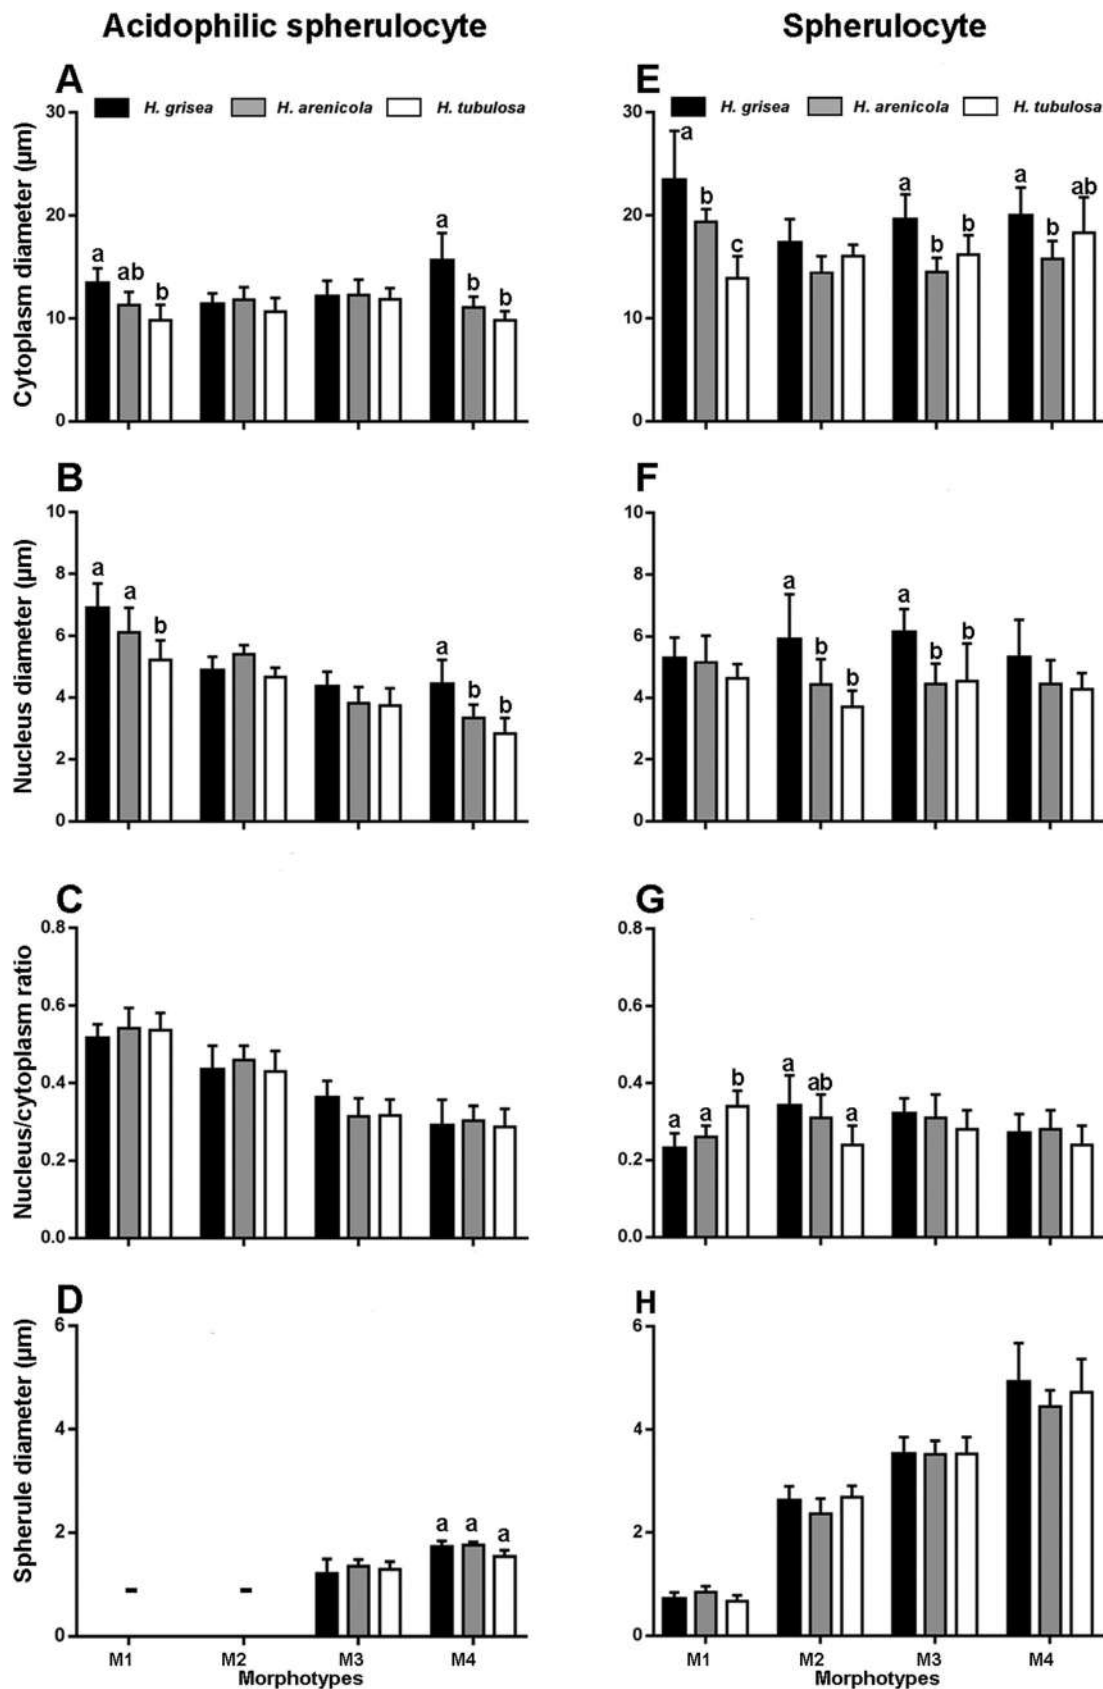 Acidophilic spherulocyte
Spherulocyte
A
H. grisea H. arenicola H. tubulosa
Cytoplasm diameter (µm)
30
20
10
0
a ab b
a b b
E
H. grisea H. arenicola H. tubulosa
30
20
10
0
a b c
a b b
a b ab
B
Nucleus diameter (µm)
10
8
6
4
2
0
a a b
a b b
F
10
8
6
4
2
0
a b b
a b b
C
Nucleus/cytoplasm ratio
0.8
0.6
0.4
0.2
0.0
G
0.8
0.6
0.4
0.2
0.0
a a b
a ab a
D
Spherule diameter (µm)
6
4
2
0
- -
a a a
M1 M2 M3 M4
Morphotypes
H
6
4
2
0
M1 M2 M3 M4
Morphotypes